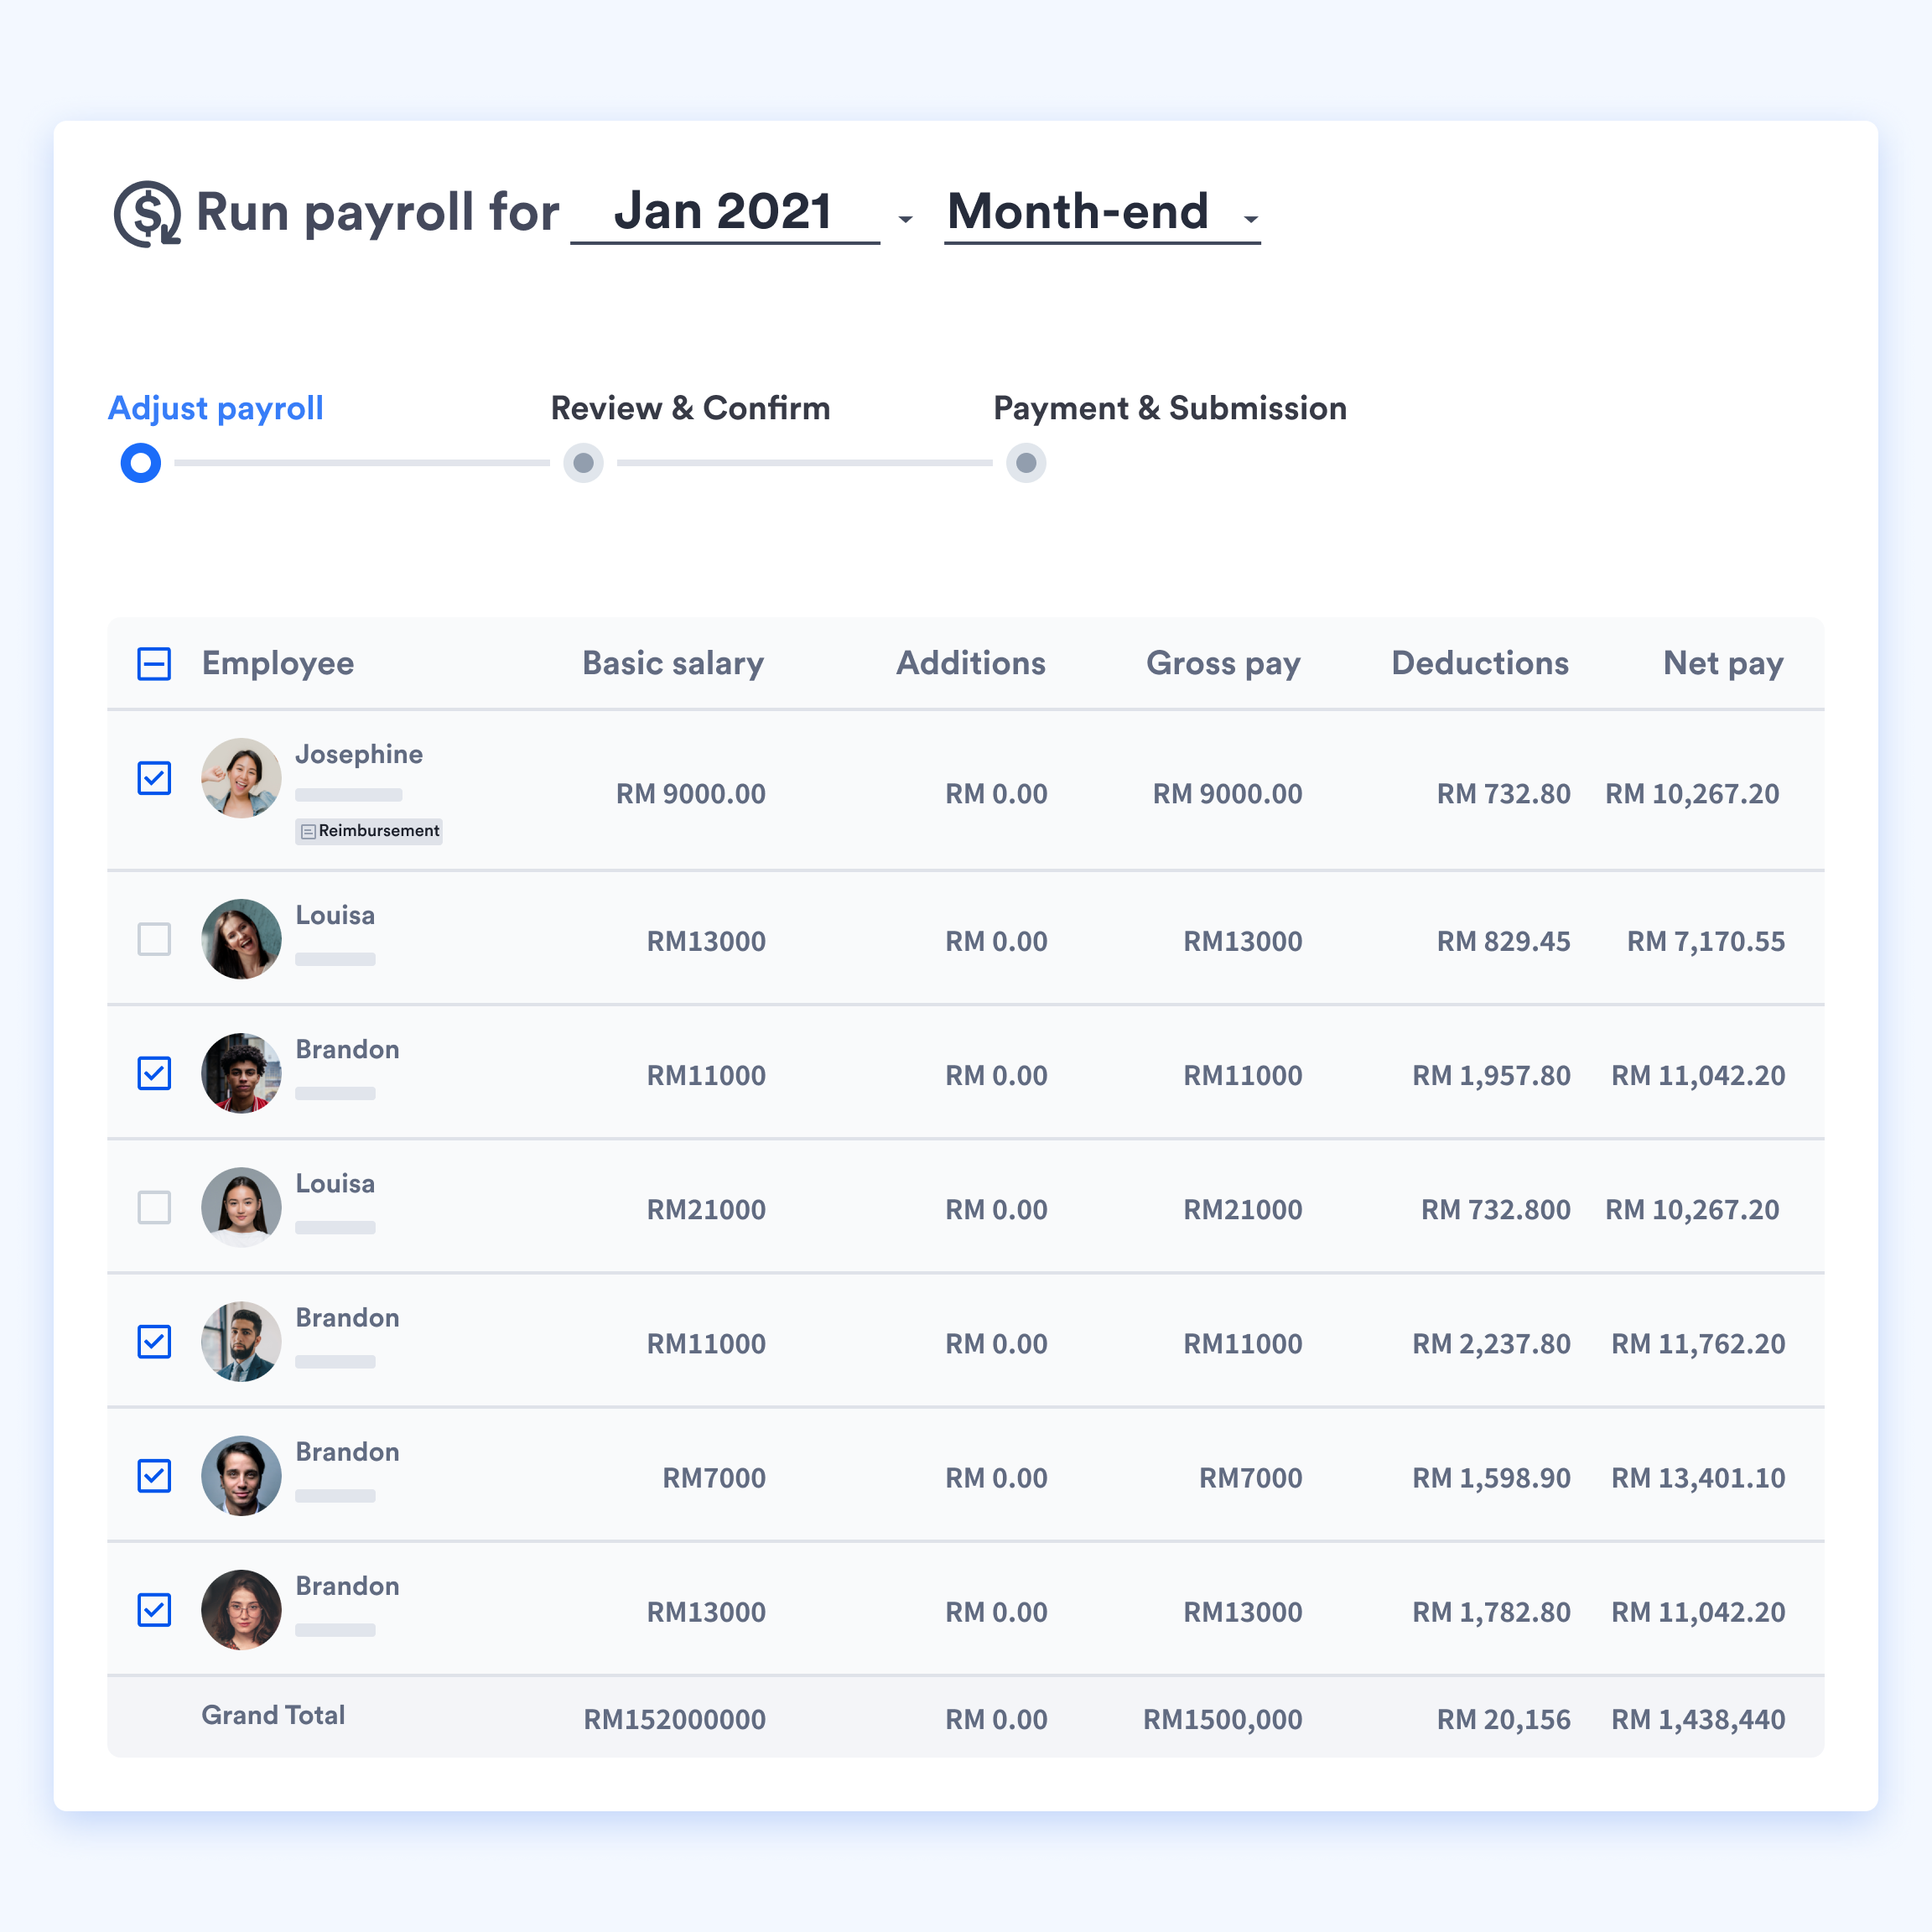 Run payroll for Jan 2021 Month-end
Adjust payroll Review & Confirm Payment & Submission
Employee Basic salary Additions Gross pay Deductions Net pay
Josephine
RM 9000.00 RM 0.00 RM 9000.00 RM 732.80 RM 10,267.20
Reimbursement
Louisa
RM13000 RM 0.00 RM13000 RM 829.45 RM 7,170.55
Brandon
RM11000 RM 0.00 RM11000 RM 1,957.80 RM 11,042.20
Louisa
RM21000 RM 0.00 RM21000 RM 732.800 RM 10,267.20
Brandon
RM11000 RM 0.00 RM11000 RM 2,237.80 RM 11,762.20
Brandon
RM7000 RM 0.00 RM7000 RM 1,598.90 RM 13,401.10
Brandon
RM13000 RM 0.00 RM13000 RM 1,782.80 RM 11,042.20
Grand Total RM152000000 RM 0.00 RM1500,000 RM 20,156 RM 1,438,440